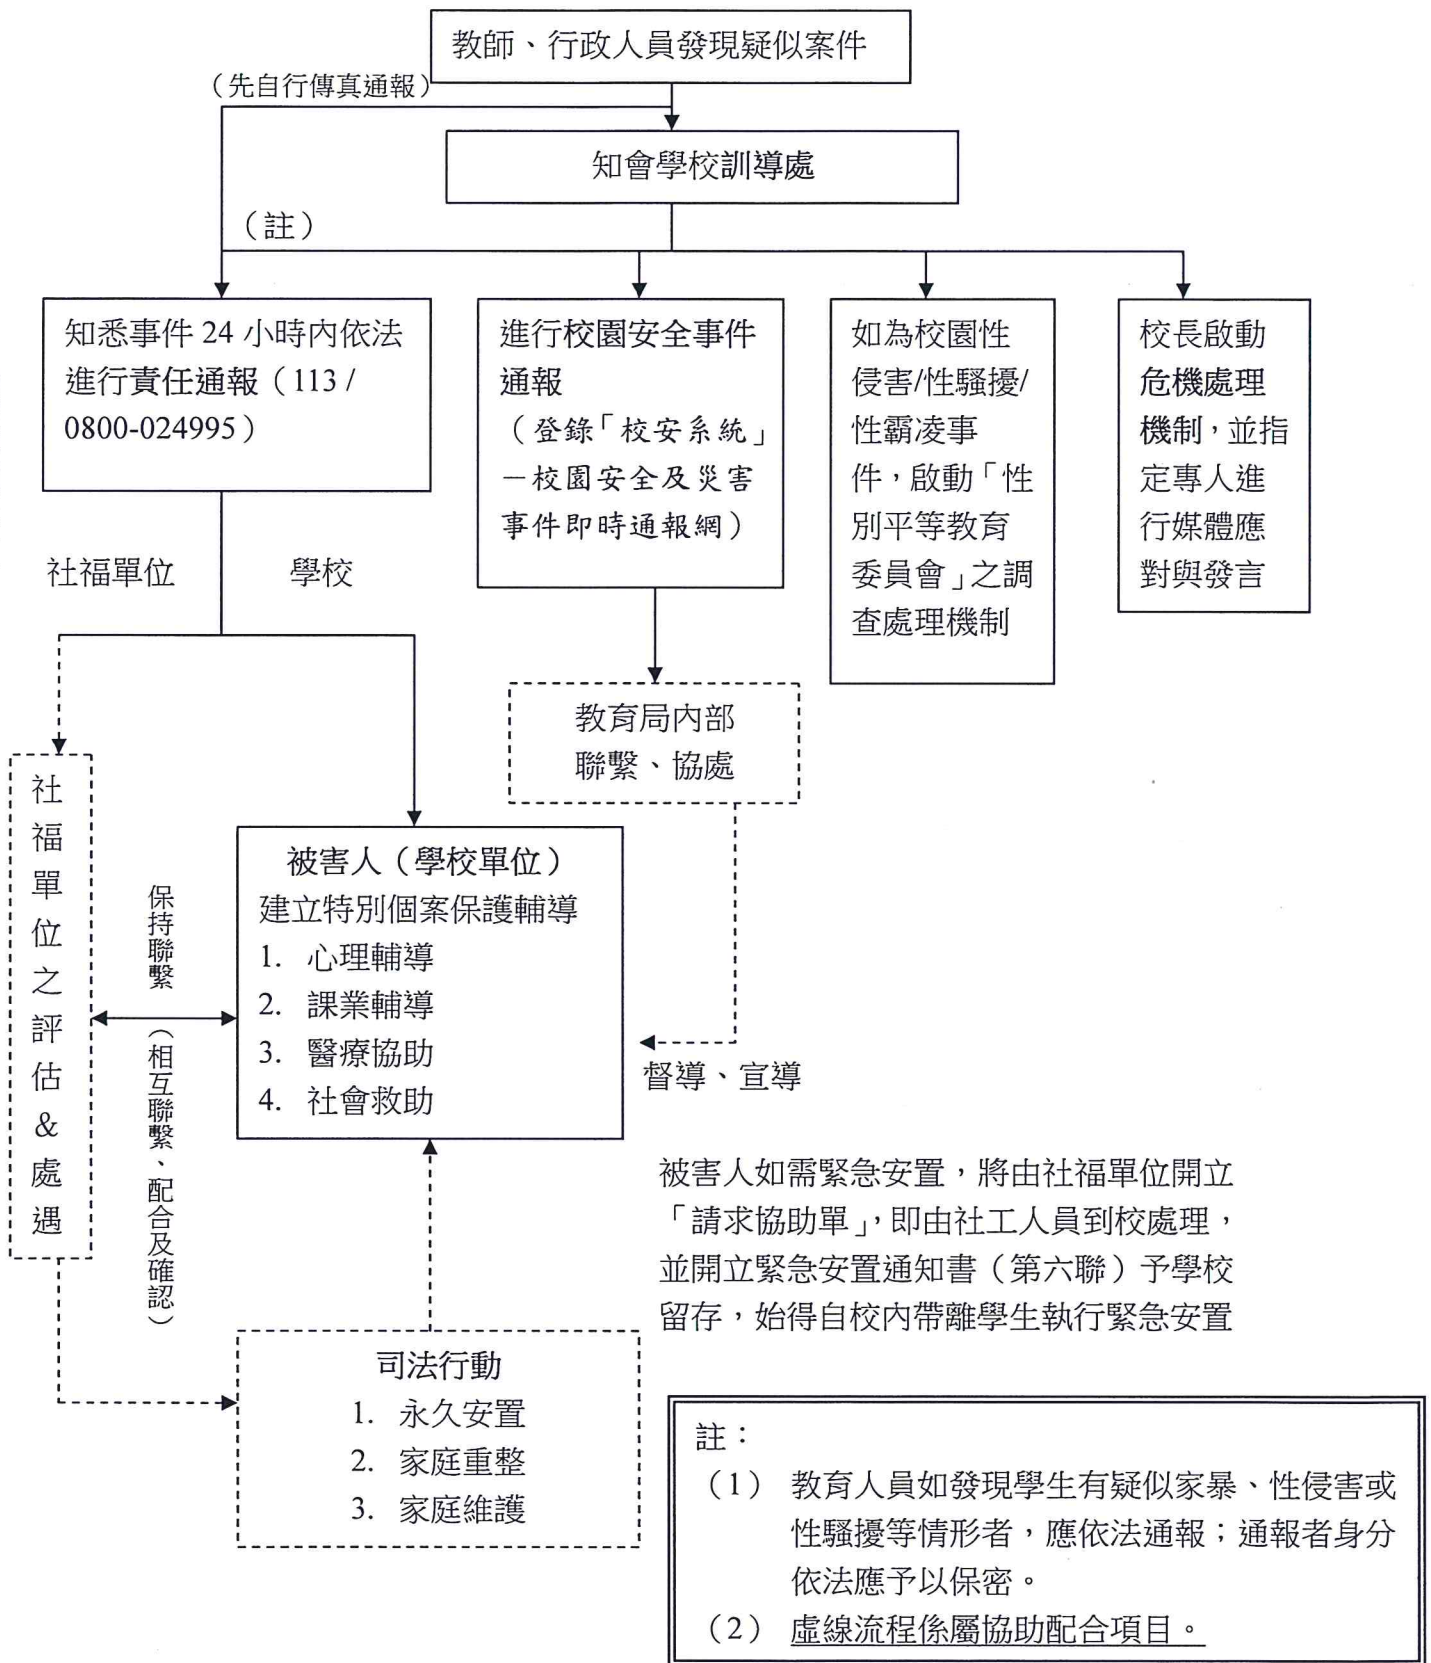 教師、行政人員發現疑似案件
（先自行傳真通報）
知會學校訓導處
（註）
知悉事件 24 小時內依法
進行責任通報（113 /
0800-024995）
進行校園安全事件
通報
（登錄「校安系統」
－校園安全及災害
事件即時通報網）
如為校園性
侵害/性騷擾/
性霸凌事
件，啟動「性
別平等教育
委員會」之調
查處理機制
校長啟動
危機處理
機制，並指
定專人進
行媒體應
對與發言
社福單位
學校
教育局內部
聯繫、協處
社福單位之評估&處遇
保持聯繫（相互聯繫、配合及確認）
被害人（學校單位）
建立特別個案保護輔導
1. 心理輔導
2. 課業輔導
3. 醫療協助
4. 社會救助
督導、宣導
被害人如需緊急安置，將由社福單位開立
「請求協助單」，即由社工人員到校處理，
並開立緊急安置通知書（第六聯）予學校
留存，始得自校內帶離學生執行緊急安置
司法行動
1. 永久安置
2. 家庭重整
3. 家庭維護
註：
（1） 教育人員如發現學生有疑似家暴、性侵害或
性騷擾等情形者，應依法通報；通報者身分
依法應予以保密。
（2） 虛線流程係屬協助配合項目。